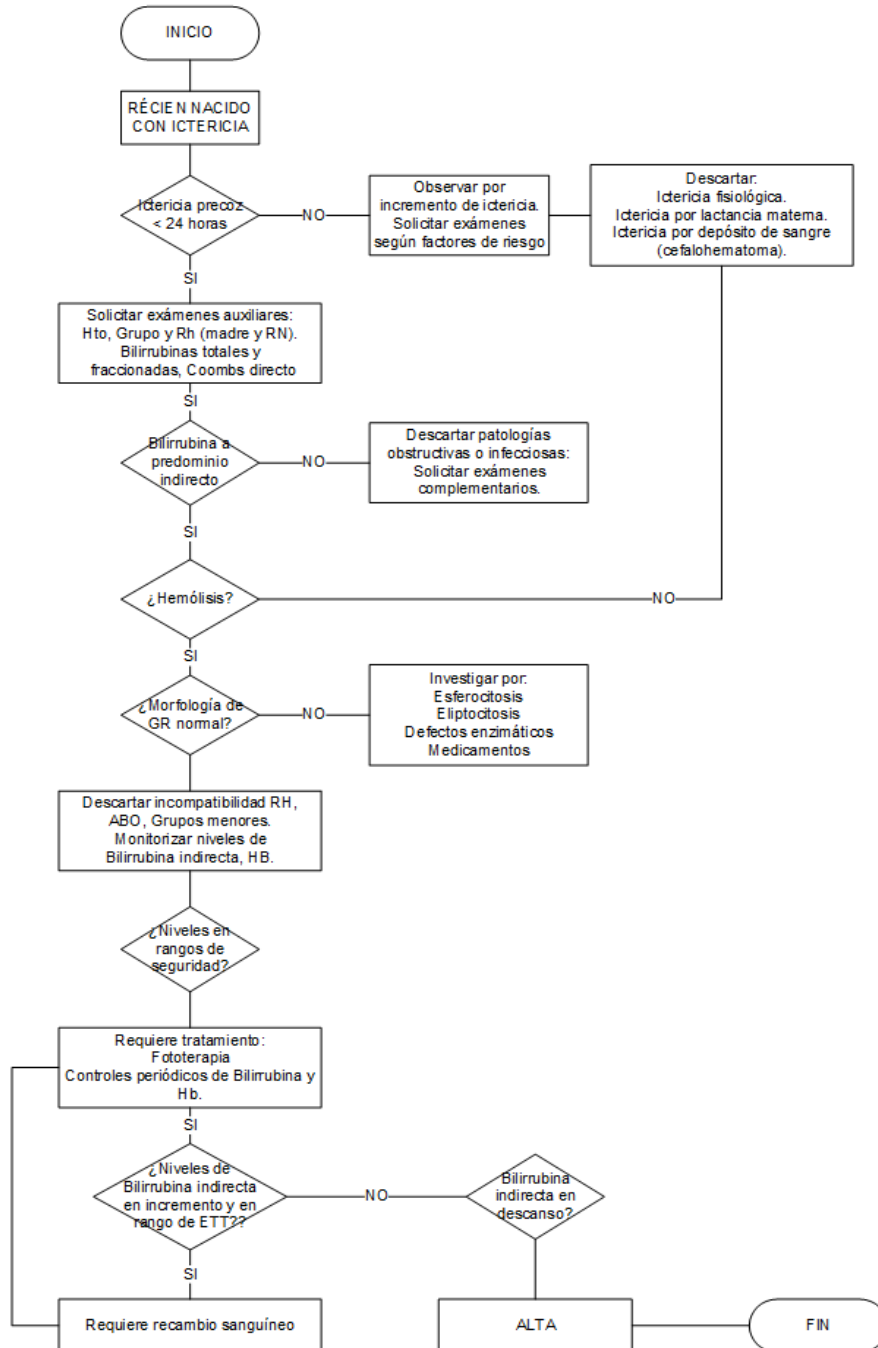 INICIO
RÉCIEN NACIDO
CON ICTERICIA
Ictericia precoz
< 24 horas
NO
Observar por
incremento de ictericia.
Solicitar exámenes
según factores de riesgo
Descartar:
Ictericia fisiológica.
Ictericia por lactancia materna.
Ictericia por depósito de sangre
(cefalohematoma).
SI
Solicitar exámenes auxiliares:
Hto, Grupo y Rh (madre y RN).
Bilirrubinas totales y
fraccionadas, Coombs directo
SI
Bilirrubina a
predominio
indirecto
NO
Descartar patologías
obstructivas o infecciosas:
Solicitar exámenes
complementarios.
SI
¿Hemólisis?
NO
SI
¿Morfología de
GR normal?
NO
Investigar por:
Esferocitosis
Eliptocitosis
Defectos enzimáticos
Medicamentos
Descartar incompatibilidad RH,
ABO, Grupos menores.
Monitorizar niveles de
Bilirrubina indirecta, HB.
¿Niveles en
rangos de
seguridad?
Requiere tratamiento:
Fototerapia
Controles periódicos de Bilirrubina y
Hb.
SI
¿Niveles de
Bilirrubina indirecta
en incremento y en
rango de ETT??
NO
Bilirrubina
indirecta en
descanso?
SI
Requiere recambio sanguíneo
ALTA
FIN